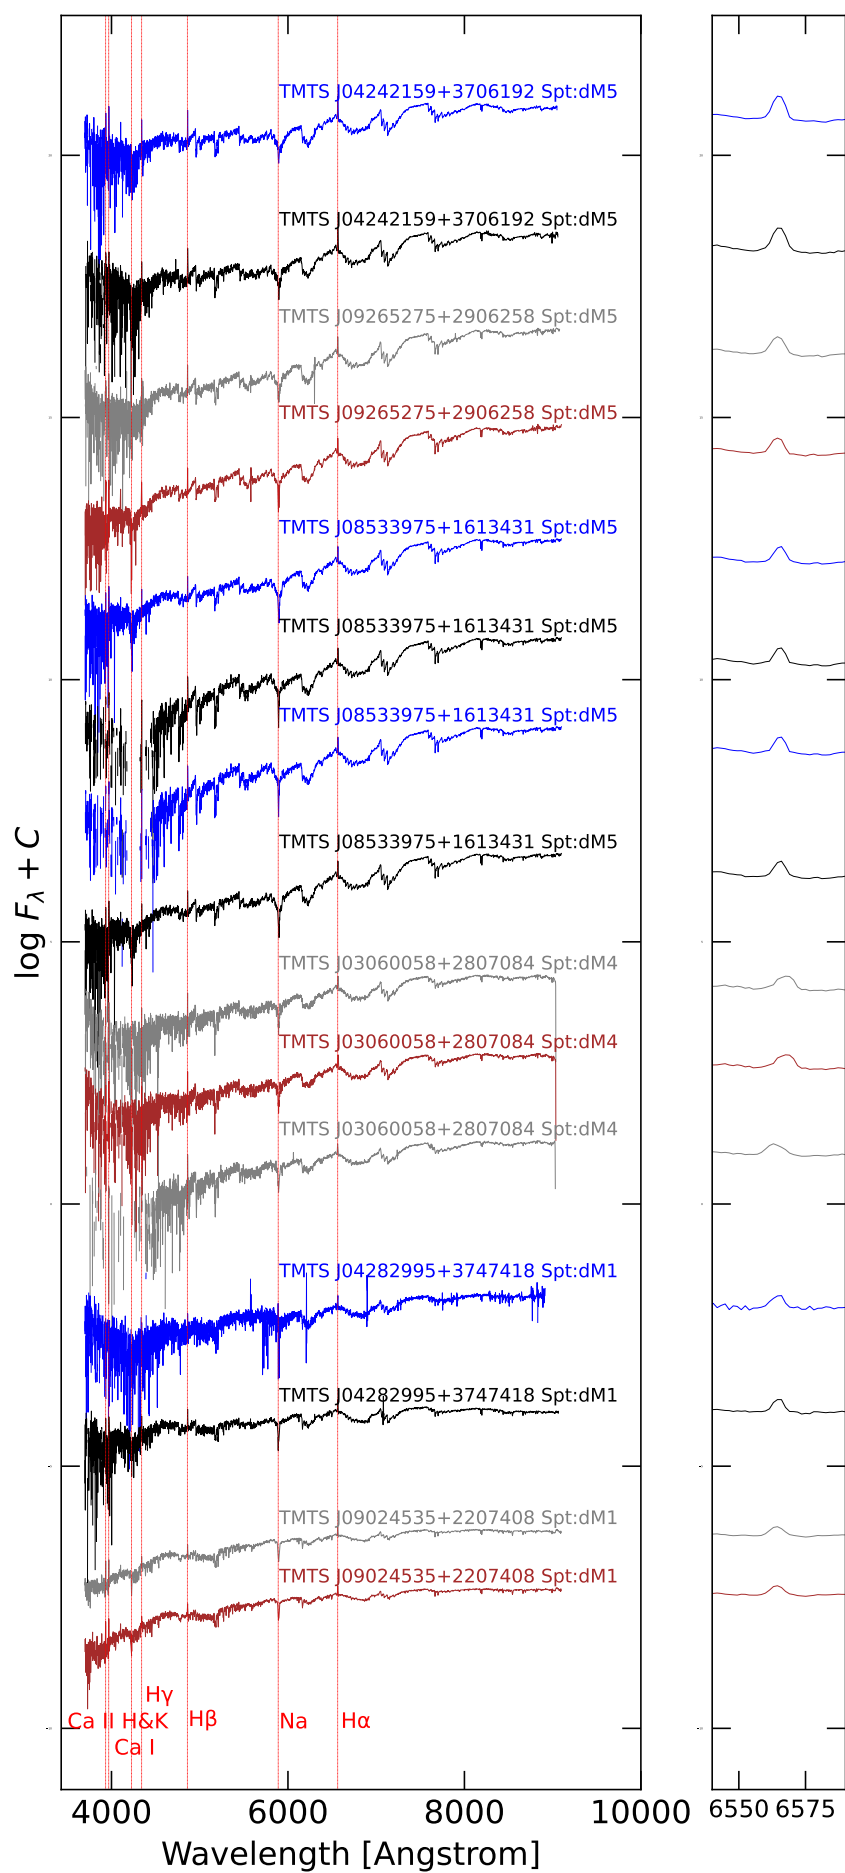 TMTS J04242159+3706192 Spt:dM5
TMTS J04242159+3706192 Spt:dM5
TMTS J09265275+2906258 Spt:dM5
TMTS J09265275+2906258 Spt:dM5
TMTS J08533975+1613431 Spt:dM5
TMTS J08533975+1613431 Spt:dM5
TMTS J08533975+1613431 Spt:dM5
TMTS J08533975+1613431 Spt:dM5
TMTS J03060058+2807084 Spt:dM4
TMTS J03060058+2807084 Spt:dM4
TMTS J03060058+2807084 Spt:dM4
TMTS J04282995+3747418 Spt:dM1
TMTS J04282995+3747418 Spt:dM1
TMTS J09024535+2207408 Spt:dM1
TMTS J09024535+2207408 Spt:dM1
log Fλ + C
Hγ
Ca II H&K Hβ Na Hα
Ca I
4000 6000 8000 10000 6550 6575
Wavelength [Angstrom]